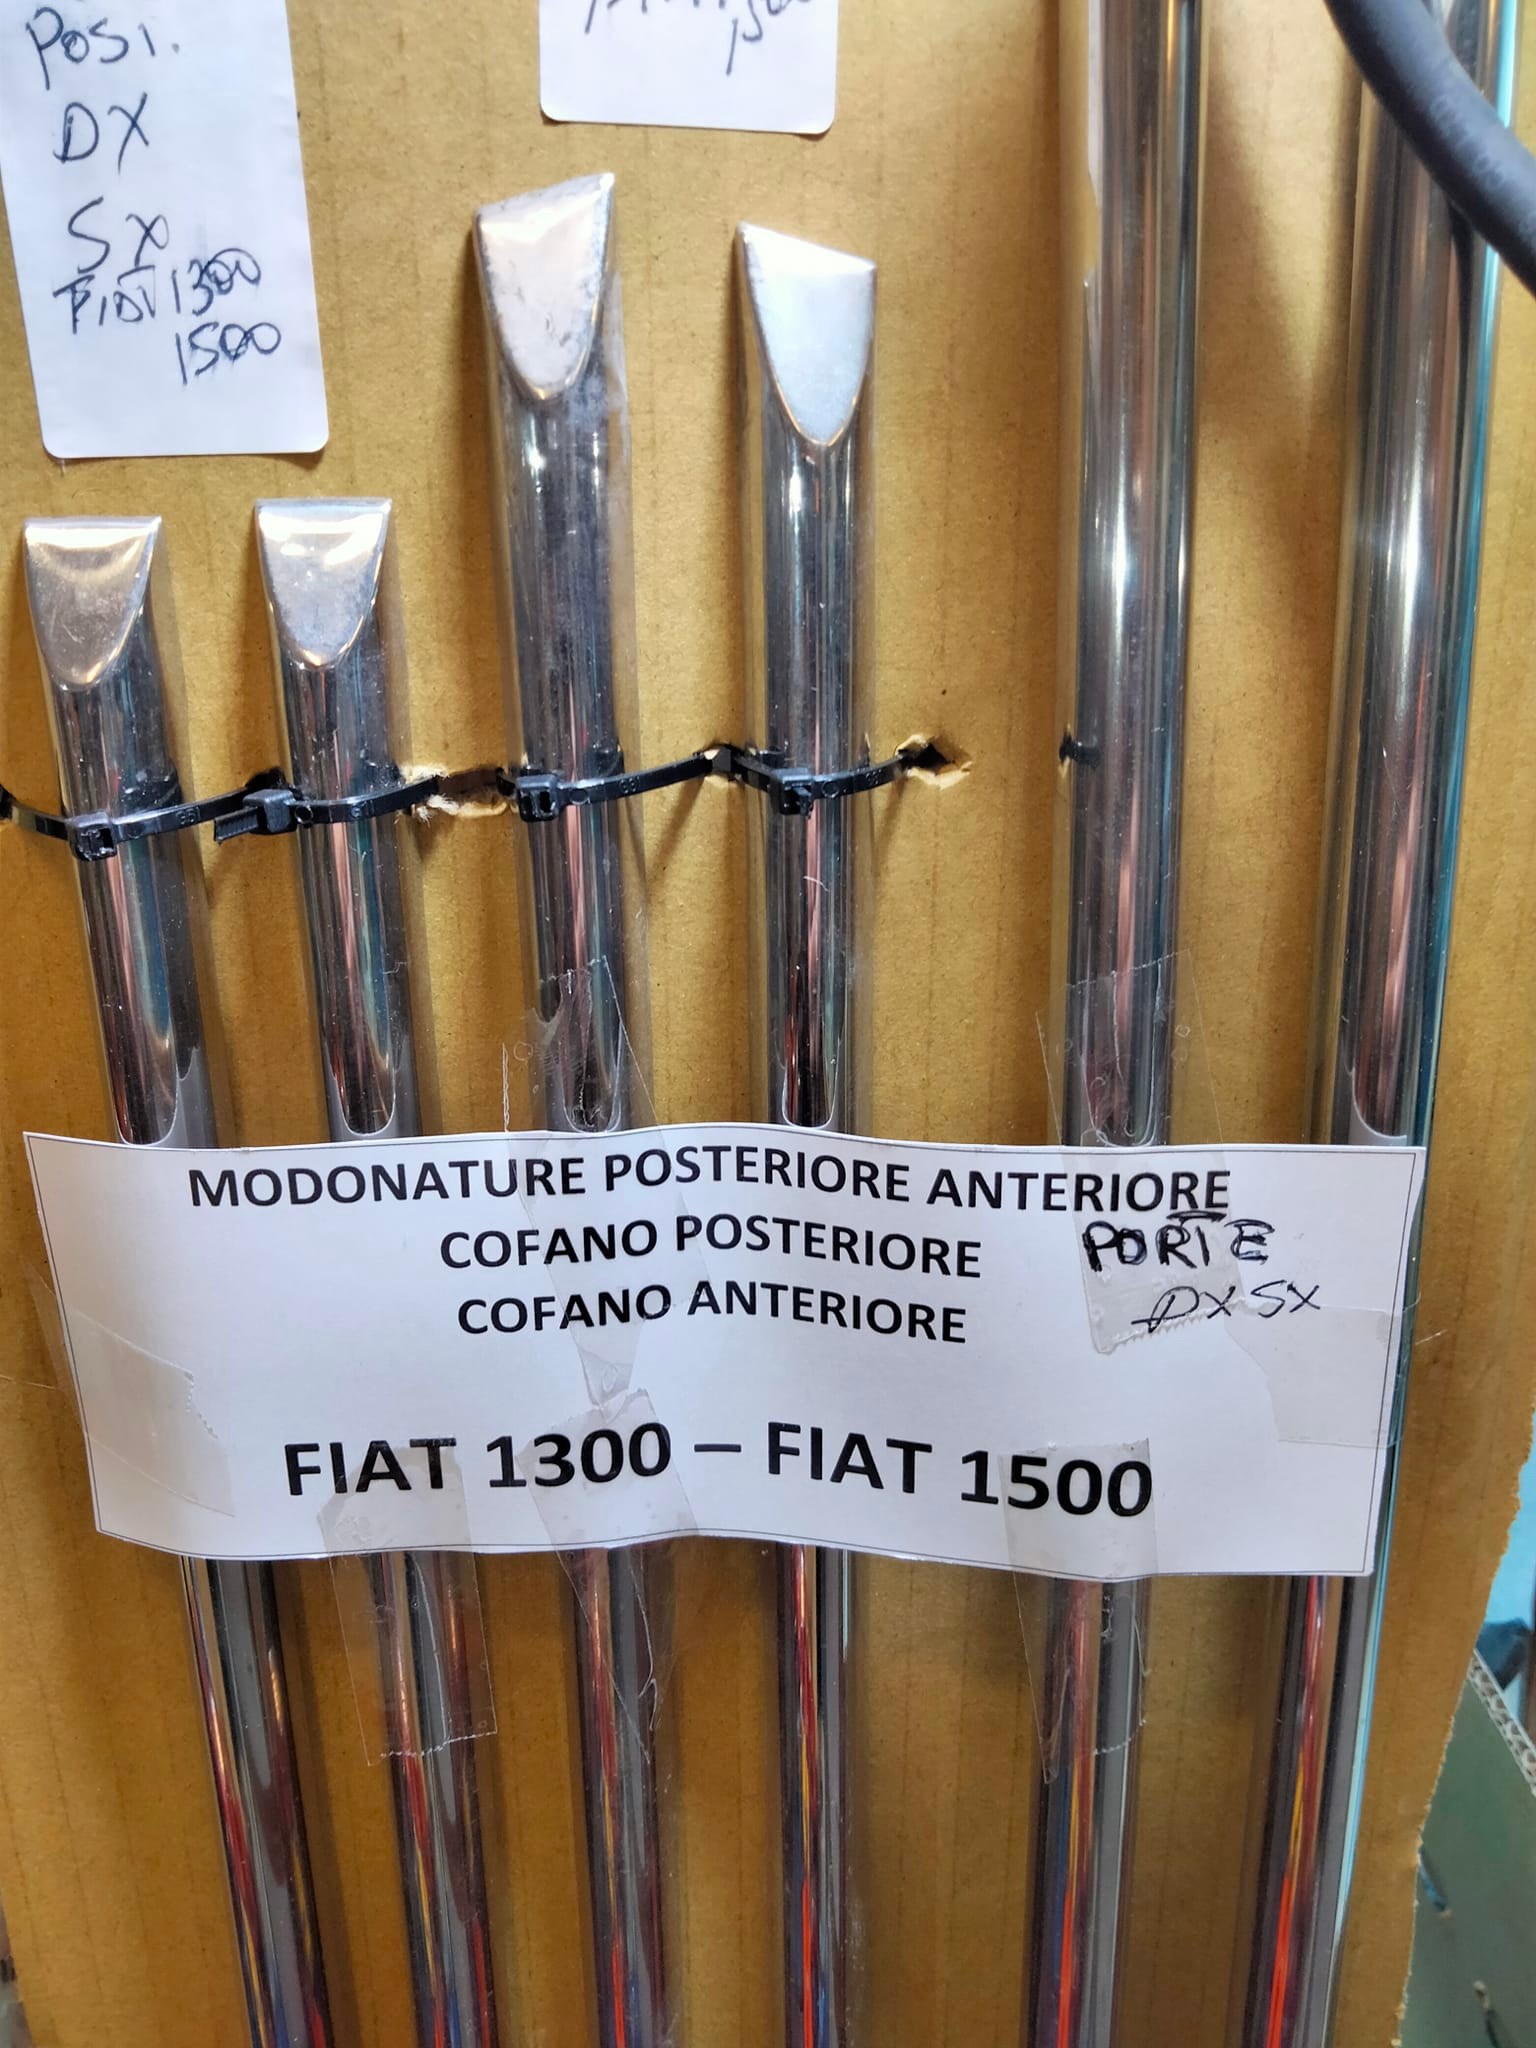 POST.
DX
SX
FIAT 1300
1500
MODONATURE POSTERIORE ANTERIORE
COFANO POSTERIORE PORTE
COFANO ANTERIORE DX SX
FIAT 1300 – FIAT 1500